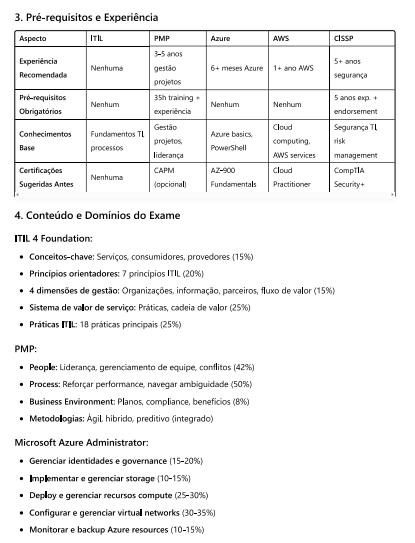 3. Pré-requisitos e Experiência
Aspecto ITIL PMP Azure AWS CISSP
Experiência Recomendada Nenhuma 3-5 anos gestão projetos 6+ meses Azure 1+ ano AWS 5+ anos segurança
Pré-requisitos Obrigatórios Nenhum 35h training + experiência Nenhum Nenhum 5 anos exp. + endorsement
Conhecimentos Base Fundamentos TI, processos Gestão projetos, liderança Azure basics, PowerShell Cloud computing, AWS services Segurança TI, risk management
Certificações Sugeridas Antes Nenhuma CAPM (opcional) AZ-900 Fundamentals Cloud Practitioner CompTIA Security+
4. Conteúdo e Domínios do Exame
ITIL 4 Foundation:
• Conceitos-chave: Serviços, consumidores, provedores (15%)
• Princípios orientadores: 7 princípios ITIL (20%)
• 4 dimensões de gestão: Organizações, informação, parceiros, fluxo de valor (15%)
• Sistema de valor de serviço: Práticas, cadeia de valor (25%)
• Práticas ITIL: 18 práticas principais (25%)
PMP:
• People: Liderança, gerenciamento de equipe, conflitos (42%)
• Process: Reforçar performance, navegar ambiguidade (50%)
• Business Environment: Planos, compliance, benefícios (8%)
• Metodologias: Ágil, híbrido, preditivo (integrado)
Microsoft Azure Administrator:
• Gerenciar identidades e governance (15-20%)
• Implementar e gerenciar storage (10-15%)
• Deploy e gerenciar recursos compute (25-30%)
• Configurar e gerenciar virtual networks (30-35%)
• Monitorar e backup Azure resources (10-15%)